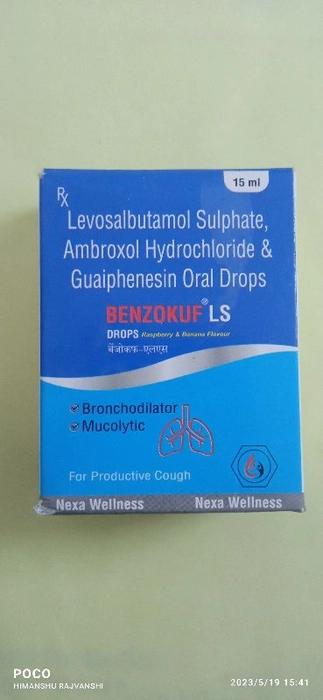 15 ml
Rx
Levosalbutamol Sulphate,
Ambroxol Hydrochloride &
Guaiphenesin Oral Drops
BENZOKUF® LS
DROPS Raspberry & Banana Flavour
बेंज़ोकफ-एलएस
Bronchodilator
Mucolytic
For Productive Cough
Nexa Wellness Nexa Wellness
POCO
HIMANSHU RAJVANSHI
2023/5/19 15:41